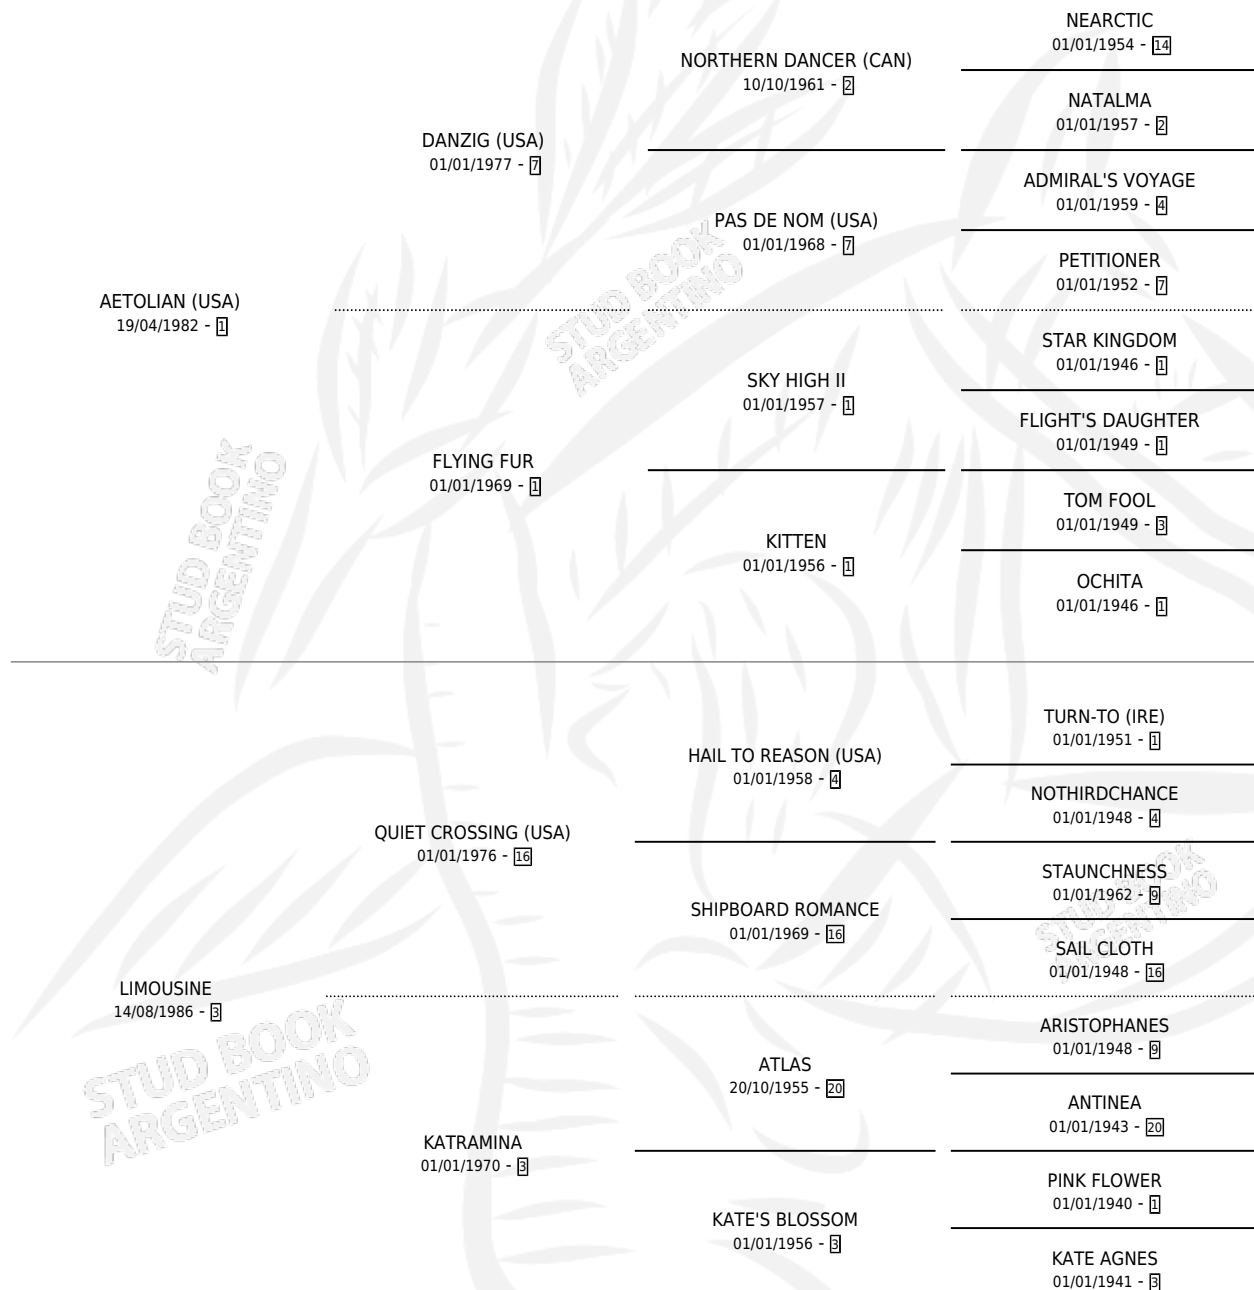 NEARCTIC
01/01/1954 - 14
NORTHERN DANCER (CAN)
10/10/1961 - 2
NATALMA
01/01/1957 - 2
DANZIG (USA)
01/01/1977 - 7
ADMIRAL'S VOYAGE
01/01/1959 - 4
PAS DE NOM (USA)
01/01/1968 - 7
PETITIONER
01/01/1952 - 7
AETOLIAN (USA)
19/04/1982 - 1
STUD BOOK
ARGENTINO
STAR KINGDOM
01/01/1946 - 1
SKY HIGH II
01/01/1957 - 1
FLIGHT'S DAUGHTER
01/01/1949 - 1
FLYING FUR
01/01/1969 - 1
TOM FOOL
01/01/1949 - 3
KITTEN
01/01/1956 - 1
OCHITA
01/01/1946 - 1
STUD BOOK
ARGENTINO
TURN-TO (IRE)
01/01/1951 - 1
HAIL TO REASON (USA)
01/01/1958 - 4
NOTHIRDCHANCE
01/01/1948 - 4
QUIET CROSSING (USA)
01/01/1976 - 16
STAUNCHNESS
01/01/1962 - 9
SHIPBOARD ROMANCE
01/01/1969 - 16
STUD BOOK
ARGENTINO
SAIL CLOTH
01/01/1948 - 16
LIMOUSINE
14/08/1986 - 3
ARISTOPHANES
01/01/1948 - 9
ATLAS
20/10/1955 - 20
STUD BOOK
ARGENTINO
ANTINEA
01/01/1943 - 20
KATRAMINA
01/01/1970 - 3
PINK FLOWER
01/01/1940 - 1
KATE'S BLOSSOM
01/01/1956 - 3
KATE AGNES
01/01/1941 - 3